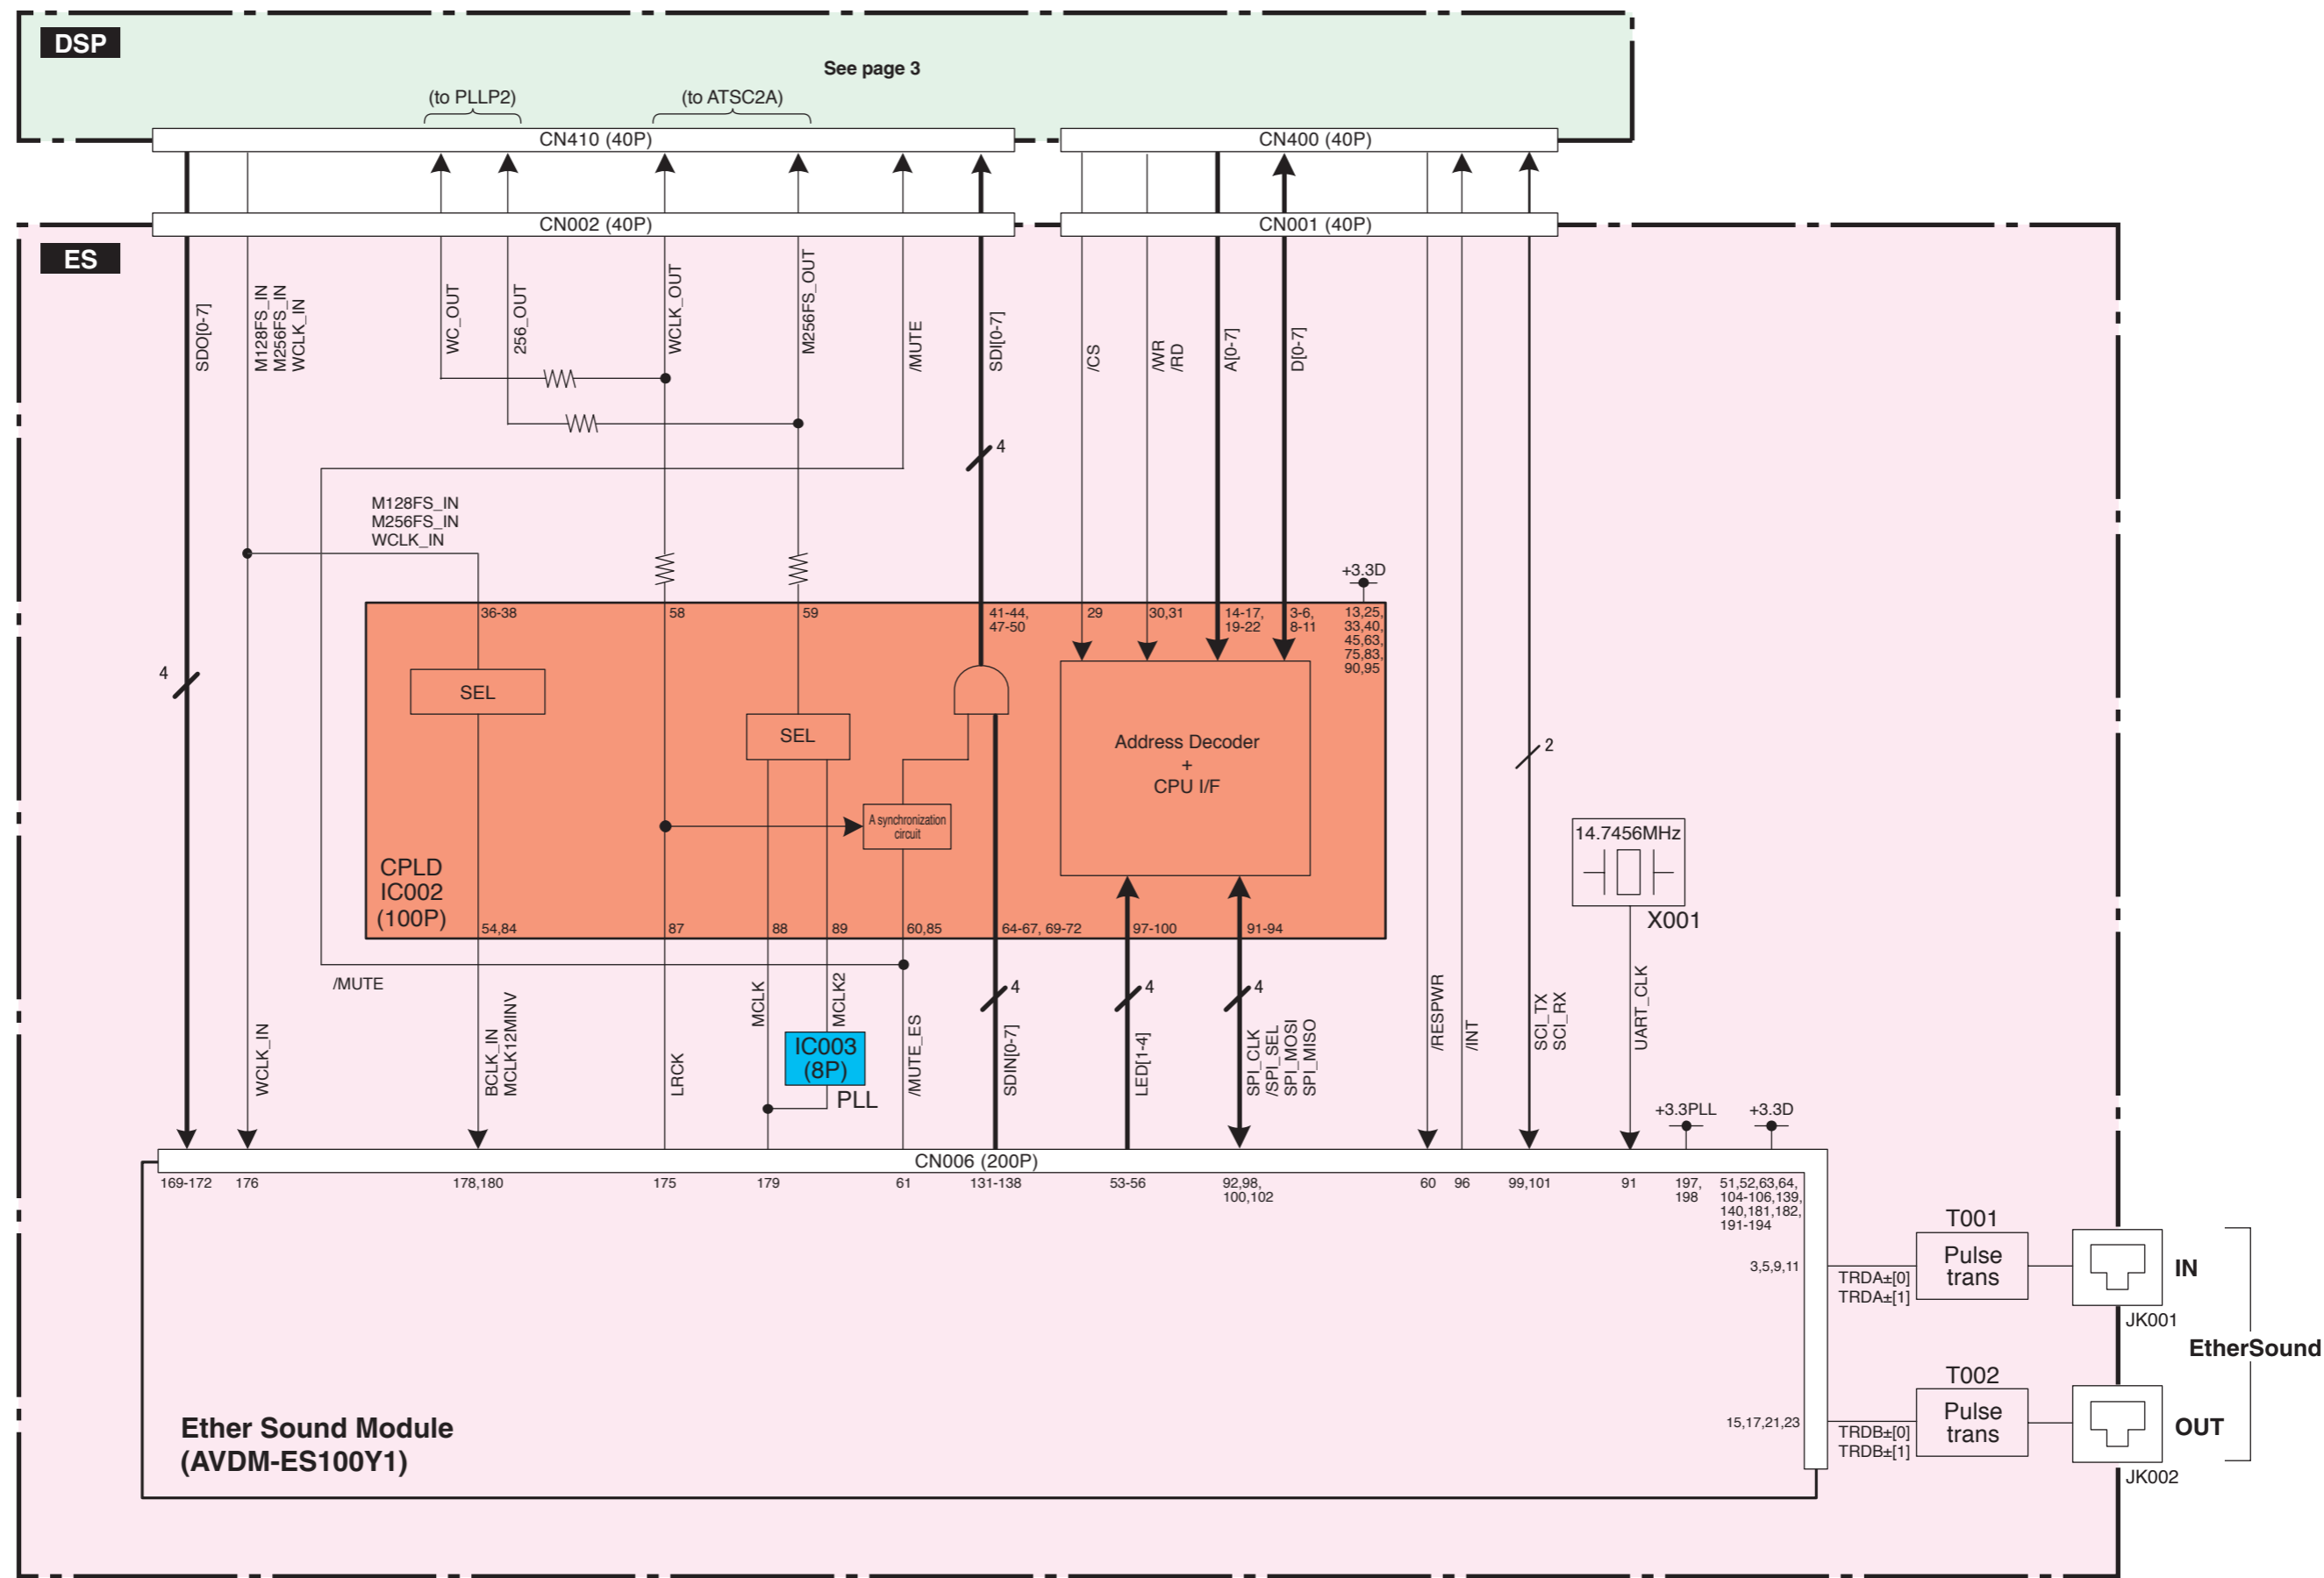 DSP
See page 3
(to PLLP2)
(to ATSC2A)
CN410 (40P)
CN400 (40P)
CN002 (40P)
CN001 (40P)
ES
SDO[0-7]
M128FS_IN
M256FS_IN
WCLK_IN
WC_OUT
256_OUT
WCLK_OUT
M256FS_OUT
/MUTE
SDI[0-7]
/CS
/WR
/RD
A[0-7]
D[0-7]
4
M128FS_IN
M256FS_IN
WCLK_IN
+3.3D
36-38
58
59
41-44,
47-50
29
30,31
14-17,
19-22
3-6,
8-11
13,25,
33,40,
45,63,
75,83,
90,95
4
SEL
SEL
Address Decoder
+
CPU I/F
2
A synchronization
circuit
14.7456MHz
X001
CPLD
IC002
(100P)
54,84
87
88
89
60,85
64-67, 69-72
97-100
91-94
/MUTE
WCLK_IN
BCLK_IN
MCLK12MINV
LRCK
MCLK
MCLK2
IC003
(8P)
PLL
/MUTE_ES
4
SDIN[0-7]
4
LED[1-4]
4
SPI_CLK
/SPI_SEL
SPI_MOSI
SPI_MISO
/RESPWR
/INT
SCI_TX
SCI_RX
UART_CLK
+3.3PLL
+3.3D
CN006 (200P)
169-172
176
178,180
175
179
61
131-138
53-56
92,98,
100,102
60
96
99,101
91
197,
198
51,52,63,64,
104-106,139,
140,181,182,
191-194
3,5,9,11
TRDA±[0]
TRDA±[1]
T001
Pulse
trans
IN
JK001
EtherSound
15,17,21,23
TRDB±[0]
TRDB±[1]
T002
Pulse
trans
OUT
JK002
Ether Sound Module
(AVDM-ES100Y1)